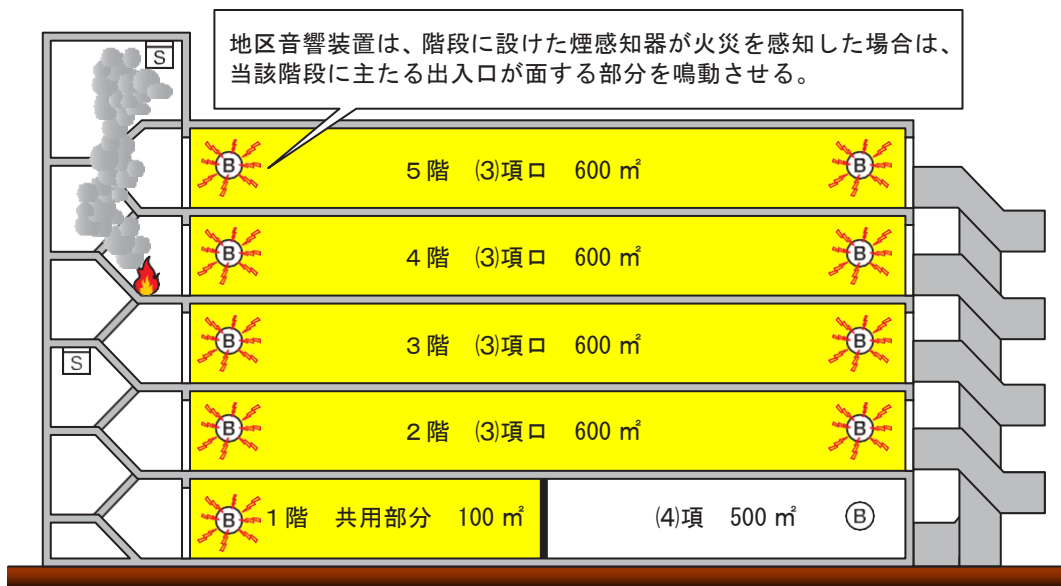 地区音響装置は、階段に設けた煙感知器が火災を感知した場合は、
当該階段に主たる出入口が面する部分を鳴動させる。
S
B 5階 ⑶項ロ 600 ㎡ B
B 4階 ⑶項ロ 600 ㎡ B
B 3階 ⑶項ロ 600 ㎡ B
S
B 2階 ⑶項ロ 600 ㎡ B
B 1階 共用部分 100 ㎡ (4)項 500 ㎡ B